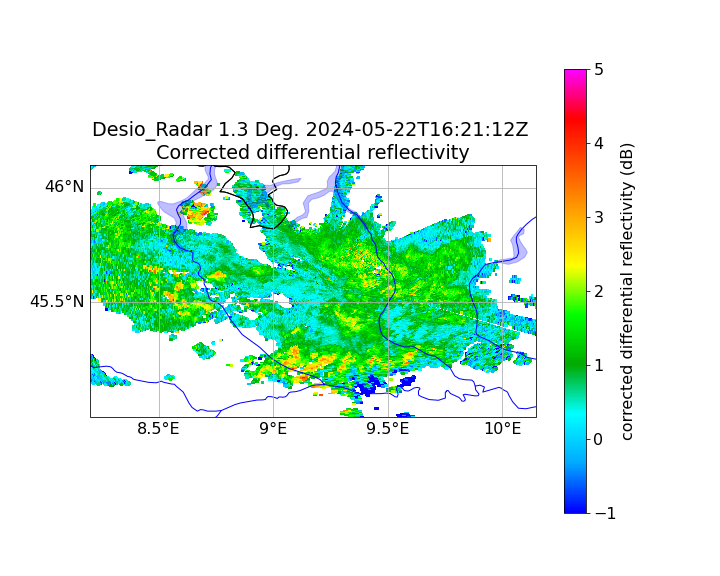 Desio_Radar 1.3 Deg. 2024-05-22T16:21:12Z
Corrected differential reflectivity
46°N
45.5°N
8.5°E
9°E
9.5°E
10°E
5
4
3
2
1
0
−1
corrected differential reflectivity (dB)